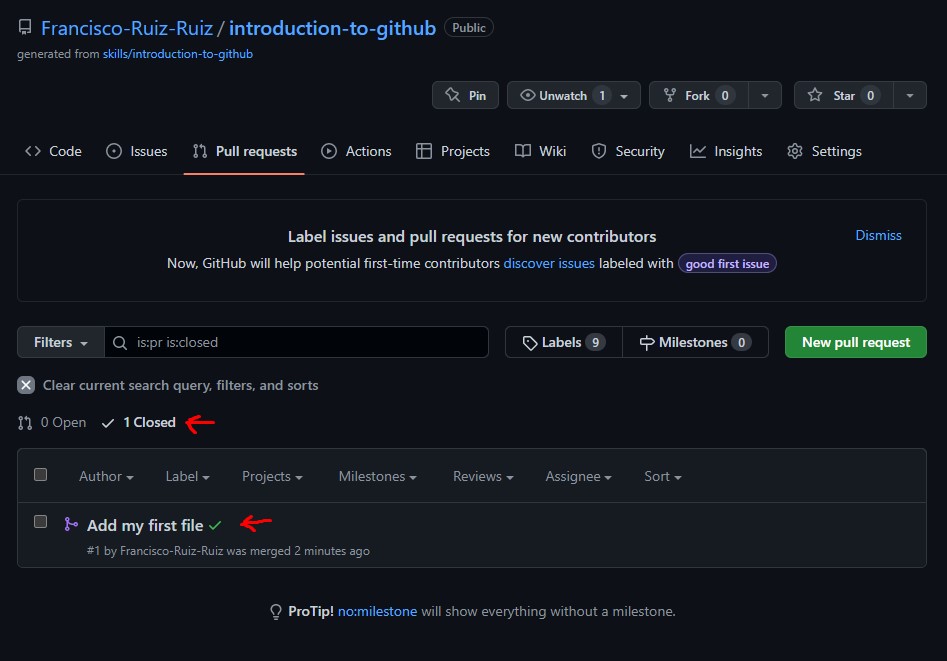 Francisco-Ruiz-Ruiz / introduction-to-github Public
generated from skills/introduction-to-github
Pin Unwatch 1 Fork 0 Star 0
Code Issues Pull requests Actions Projects Wiki Security Insights Settings
Label issues and pull requests for new contributors Dismiss
Now, GitHub will help potential first-time contributors discover issues labeled with good first issue
Filters is:pr is:closed Labels 9 Milestones 0 New pull request
Clear current search query, filters, and sorts
0 Open 1 Closed
Author Label Projects Milestones Reviews Assignee Sort
Add my first file
#1 by Francisco-Ruiz-Ruiz was merged 2 minutes ago
ProTip! no:milestone will show everything without a milestone.